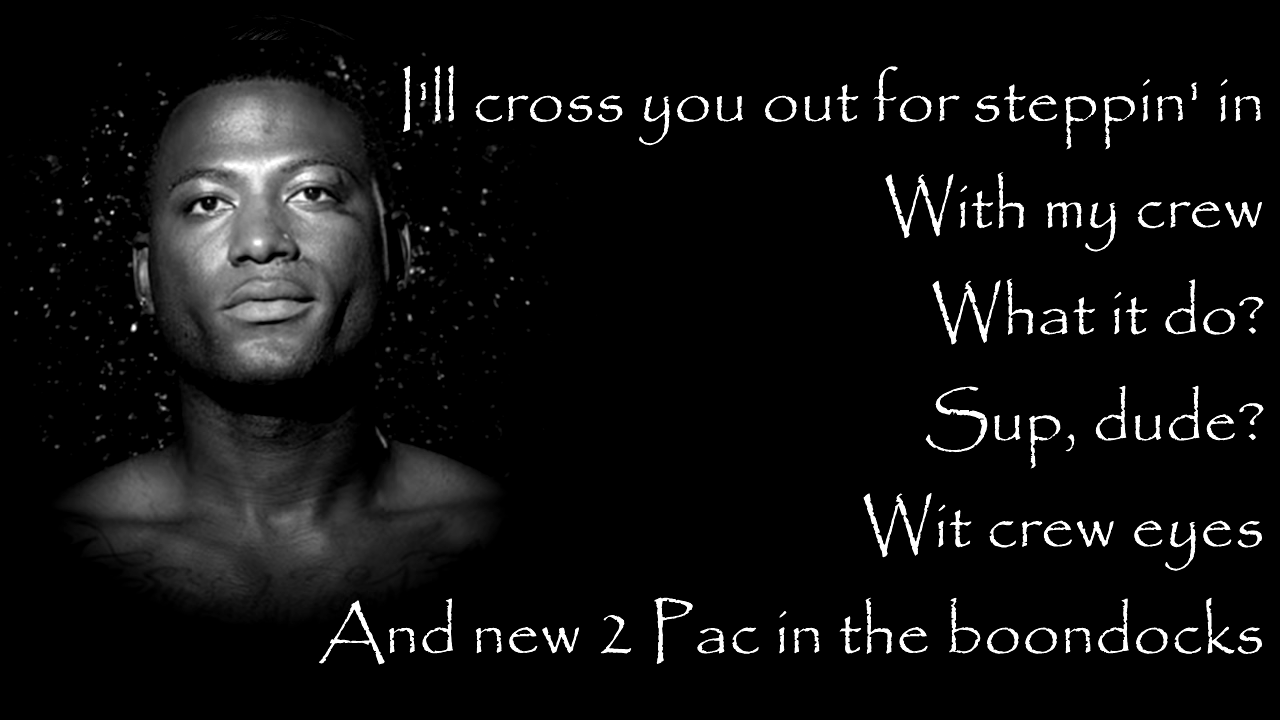 I'll cross you out for steppin' in
With my crew
What it do?
Sup, dude?
Wit crew eyes
And new 2 Pac in the boondocks